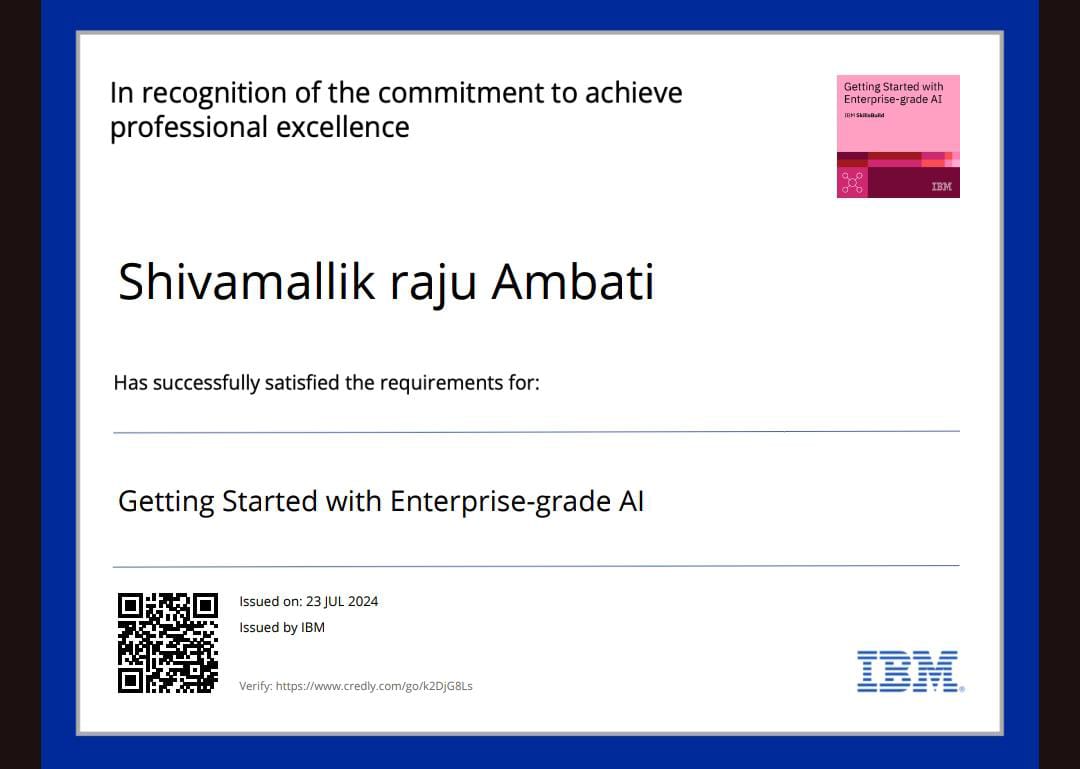 In recognition of the commitment to achieve
professional excellence
Getting Started with
Enterprise-grade AI
IBM SkillsBuild
IBM
Shivamallik raju Ambati
Has successfully satisfied the requirements for:
Getting Started with Enterprise-grade AI
Issued on: 23 JUL 2024
Issued by IBM
Verify: https://www.credly.com/go/k2DjG8Ls
IBM®